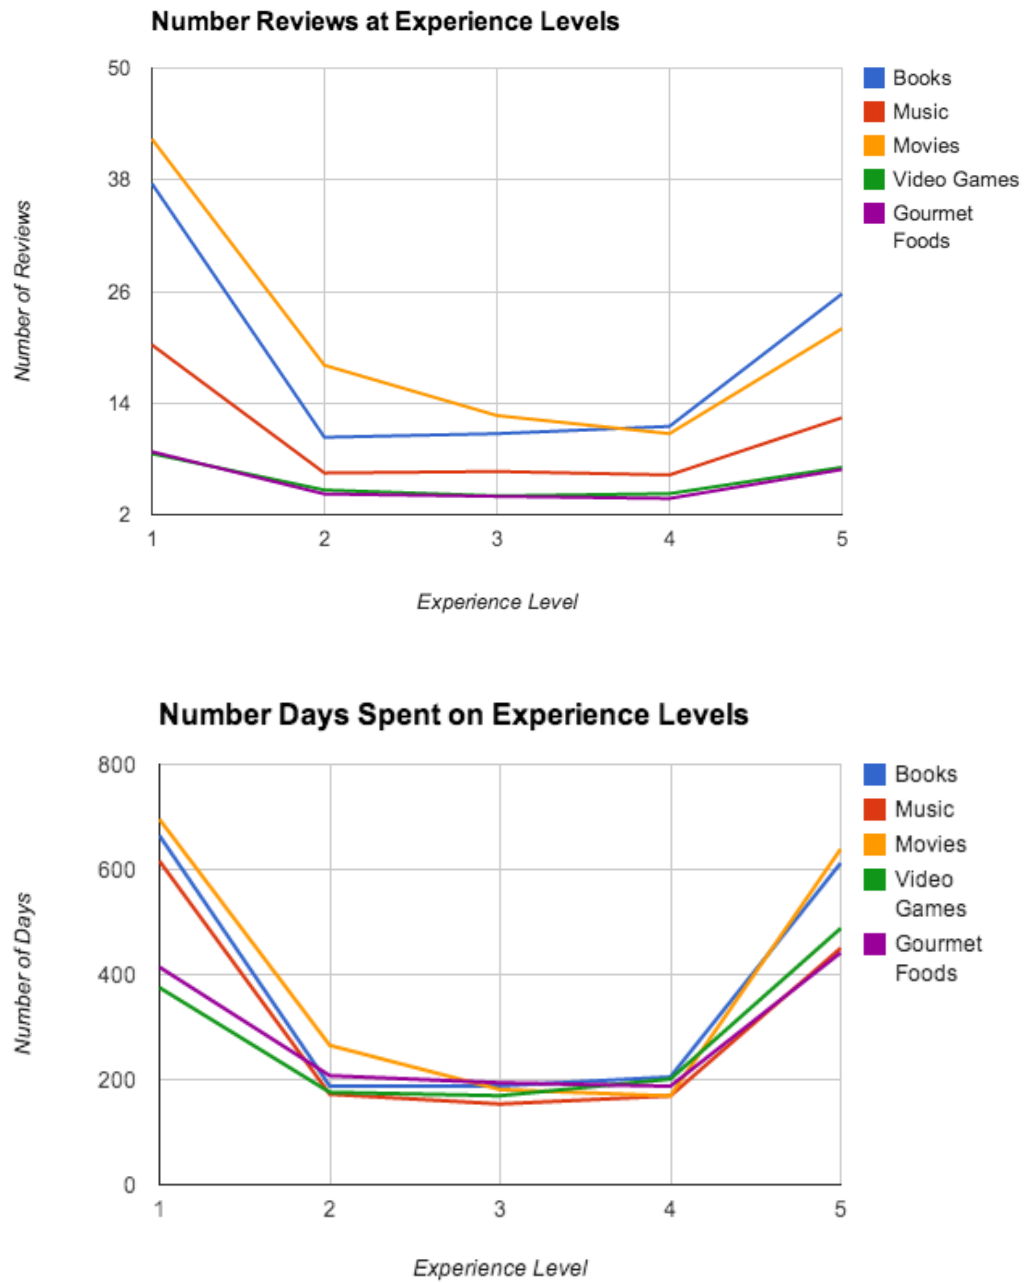 Number Reviews at Experience Levels
50
38
26
14
2
Number of Reviews
1 2 3 4 5
Experience Level
Books
Music
Movies
Video Games
Gourmet
Foods
Number Days Spent on Experience Levels
800
600
400
200
0
Number of Days
1 2 3 4 5
Experience Level
Books
Music
Movies
Video
Games
Gourmet
Foods